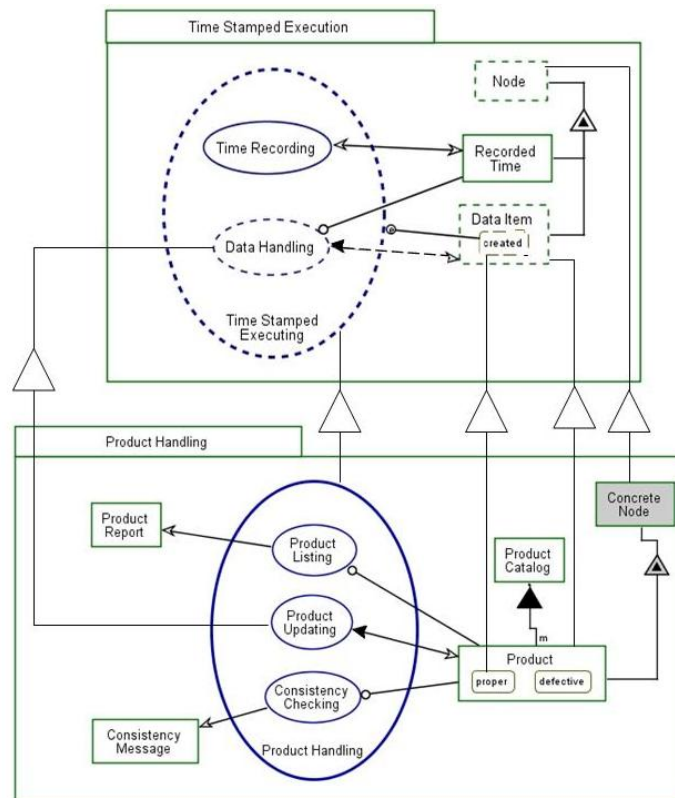 Time Stamped Execution
Node
Time Recording
Recorded
Time
Data Item
created
Data Handling
Time Stamped
Executing
Product Handling
Concrete
Node
Product
Report
Product
Listing
Product
Catalog
Product
Updating
m
Product
proper
defective
Consistency
Checking
Consistency
Message
Product Handling